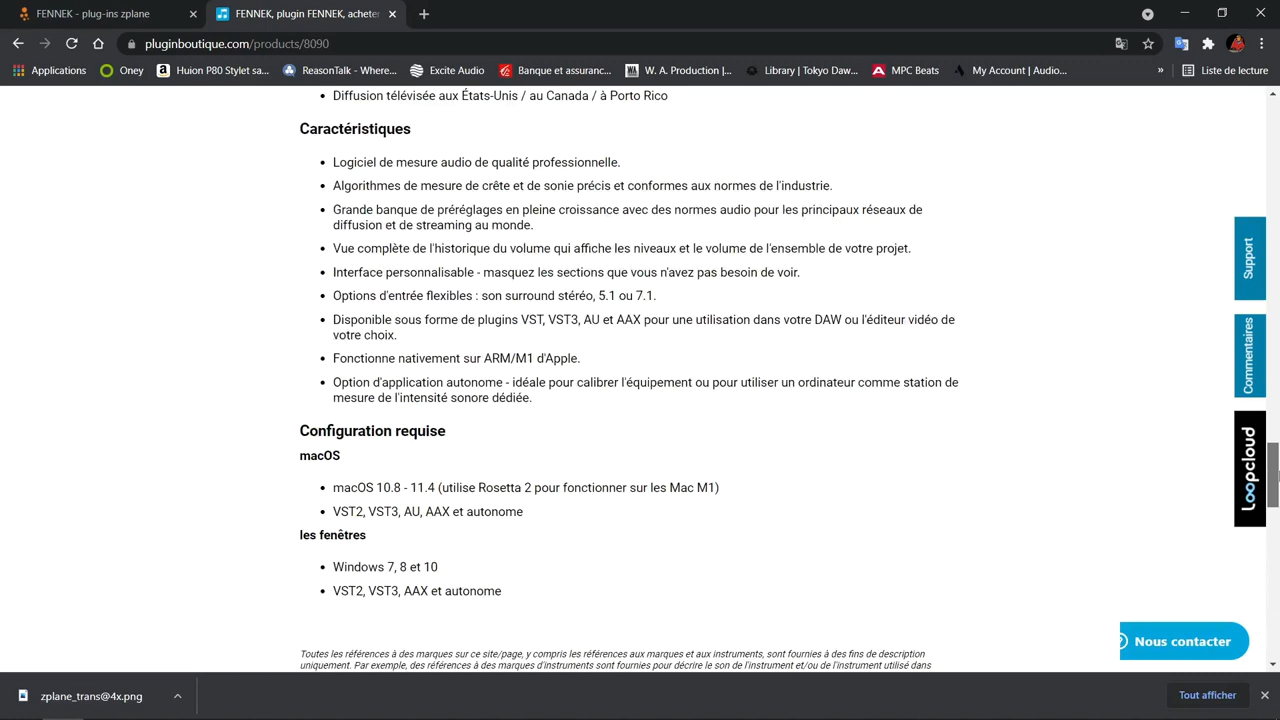 FENNEK - plug-ins zplane
FENNEK, plugin FENNEK, acheter
pluginboutique.com/products/8090
Applications
Oney
Huion P80 Stylet sa...
ReasonTalk - Where...
Excite Audio
Banque et assuranc...
W. A. Production |...
Library | Tokyo Daw...
MPC Beats
My Account | Audio...
»
Liste de lecture
• Diffusion télévisée aux États-Unis / au Canada / à Porto Rico
Caractéristiques
• Logiciel de mesure audio de qualité professionnelle.
• Algorithmes de mesure de crête et de sonie précis et conformes aux normes de l'industrie.
• Grande banque de préréglages en pleine croissance avec des normes audio pour les principaux réseaux de
diffusion et de streaming au monde.
• Vue complète de l'historique du volume qui affiche les niveaux et le volume de l'ensemble de votre projet.
• Interface personnalisable - masquez les sections que vous n'avez pas besoin de voir.
• Options d'entrée flexibles : son surround stéréo, 5.1 ou 7.1.
• Disponible sous forme de plugins VST, VST3, AU et AAX pour une utilisation dans votre DAW ou l'éditeur vidéo de
votre choix.
• Fonctionne nativement sur ARM/M1 d'Apple.
• Option d'application autonome - idéale pour calibrer l'équipement ou pour utiliser un ordinateur comme station de
mesure de l'intensité sonore dédiée.
Configuration requise
macOS
• macOS 10.8 - 11.4 (utilise Rosetta 2 pour fonctionner sur les Mac M1)
• VST2, VST3, AU, AAX et autonome
les fenêtres
• Windows 7, 8 et 10
• VST2, VST3, AAX et autonome
Toutes les références à des marques sur ce site/page, y compris les références aux marques et aux instruments, sont fournies à des fins de description
uniquement. Par exemple, des références à des marques d'instruments sont fournies pour décrire le son de l'instrument et/ou de l'instrument utilisé dans
Support
Commentaires
Loopcloud
Nous contacter
zplane_trans@4x.png
Tout afficher